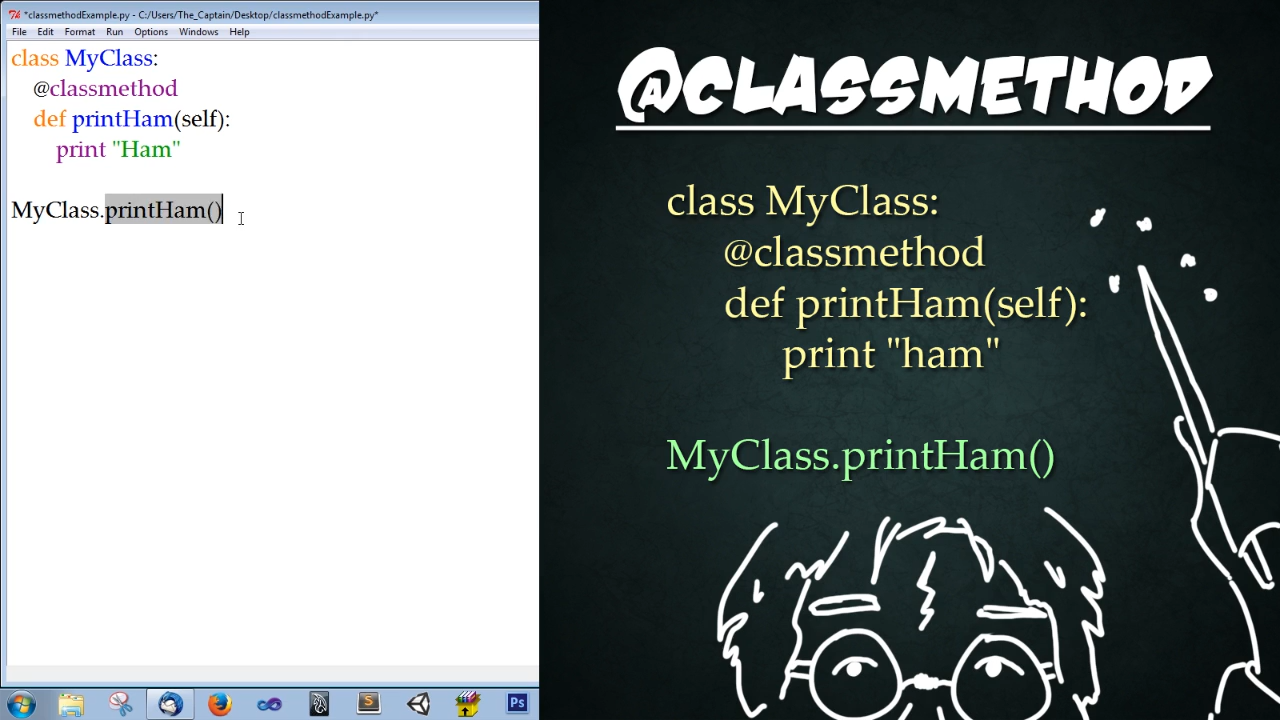 *classmethodExample.py - C:/Users/The_Captain/Desktop/classmethodExample.py*
File Edit Format Run Options Windows Help
class MyClass:
@classmethod
def printHam(self):
print "Ham"
MyClass.printHam()
@CLASSMETHOD
class MyClass:
@classmethod
def printHam(self):
print "ham"
MyClass.printHam()
S
Ps